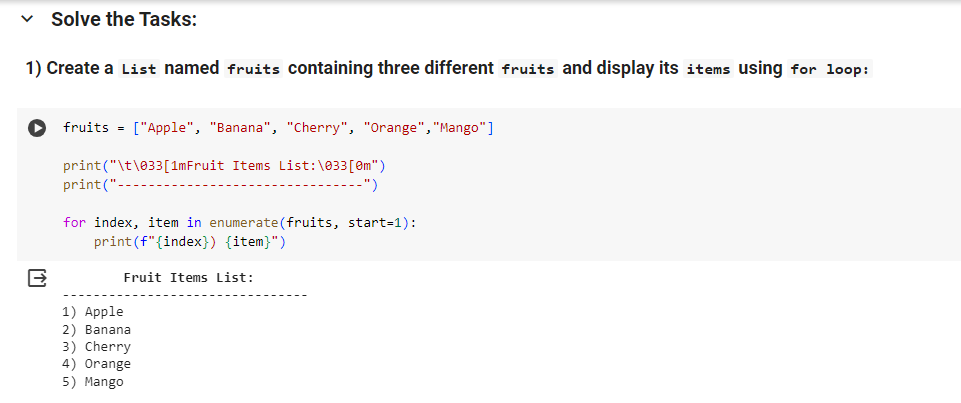 Solve the Tasks:
1) Create a List named fruits containing three different fruits and display its items using for loop:
fruits = ["Apple", "Banana", "Cherry", "Orange","Mango"]
print("\t\033[1mFruit Items List:\033[0m")
print("--------------------------------")
for index, item in enumerate(fruits, start=1):
    print(f"{index}) {item}")
Fruit Items List:
--------------------------------
1) Apple
2) Banana
3) Cherry
4) Orange
5) Mango